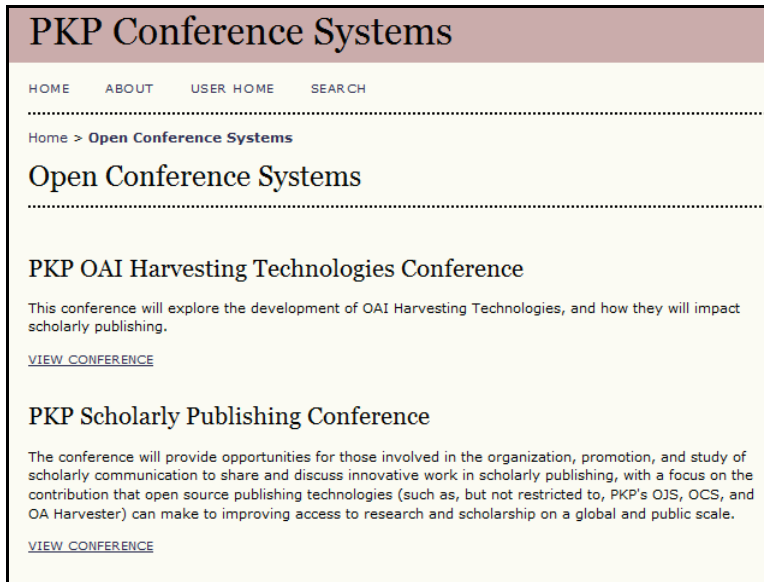 PKP Conference Systems
HOME ABOUT USER HOME SEARCH
Home > Open Conference Systems
Open Conference Systems
PKP OAI Harvesting Technologies Conference
This conference will explore the development of OAI Harvesting Technologies, and how they will impact
scholarly publishing.
VIEW CONFERENCE
PKP Scholarly Publishing Conference
The conference will provide opportunities for those involved in the organization, promotion, and study of
scholarly communication to share and discuss innovative work in scholarly publishing, with a focus on the
contribution that open source publishing technologies (such as, but not restricted to, PKP's OJS, OCS, and
OA Harvester) can make to improving access to research and scholarship on a global and public scale.
VIEW CONFERENCE